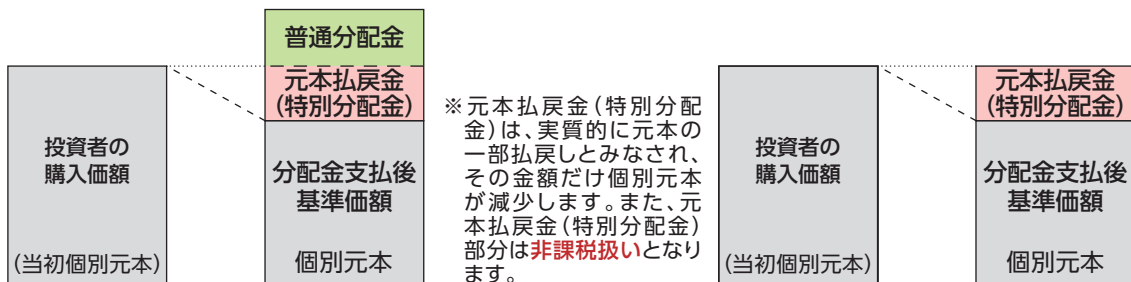 普通分配金
元本払戻金
(特別分配金)
投資者の
購入価額
分配金支払後
基準価額
(当初個別元本)
個別元本
※元本払戻金(特別分配
金)は、実質的に元本の
一部払戻しとみなされ、
その金額だけ個別元本
が減少します。また、元
本払戻金(特別分配金)
部分は非課税扱いとなり
ます。
元本払戻金
(特別分配金)
投資者の
購入価額
分配金支払後
基準価額
(当初個別元本)
個別元本